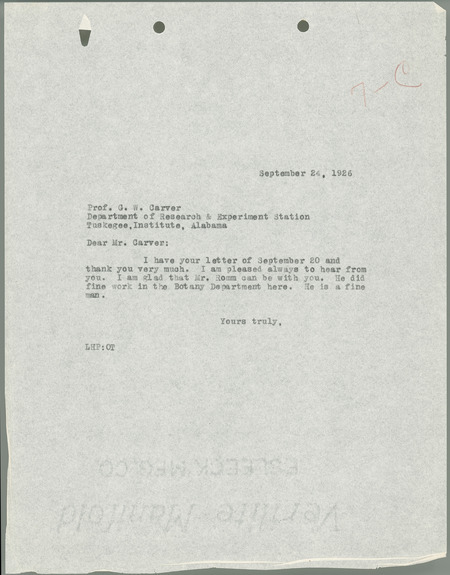 7-C
September 24, 1926
Prof. G. W. Carver
Department of Research & Experiment Station
Tuskegee,Institute, Alabama
Dear Mr. Carver:
I have your letter of September 20 and
thank you very much. I am pleased always to hear from
you. I am glad that Mr. Romm can be with you. He did
fine work in the Botany Department here. He is a fine
man.
Yours truly,
LHP:OT
ESLEECK MFG. CO
Verilite Manifold